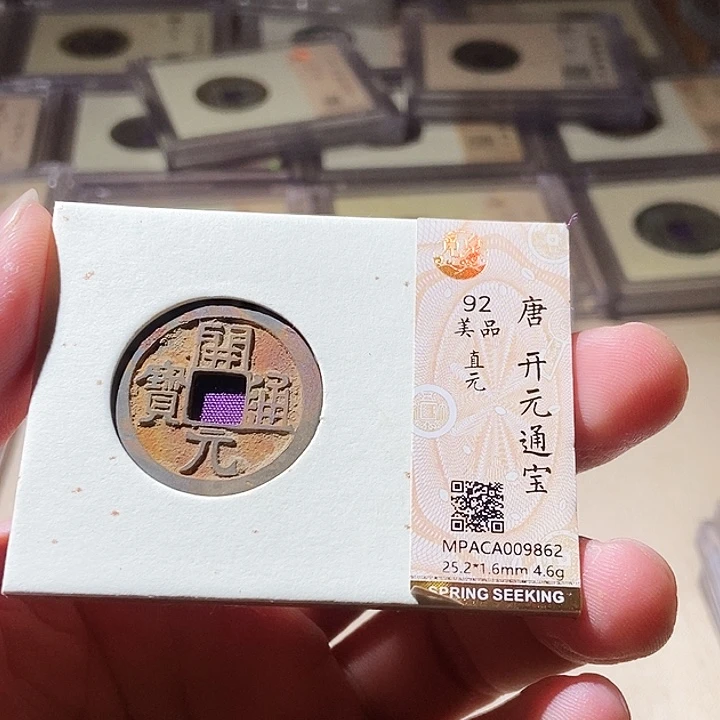 開
元
通
寳
92
美品
直元
唐 开元通宝
MPACA009862
25.2*1.6mm 4.6g
SPRING SEEKING